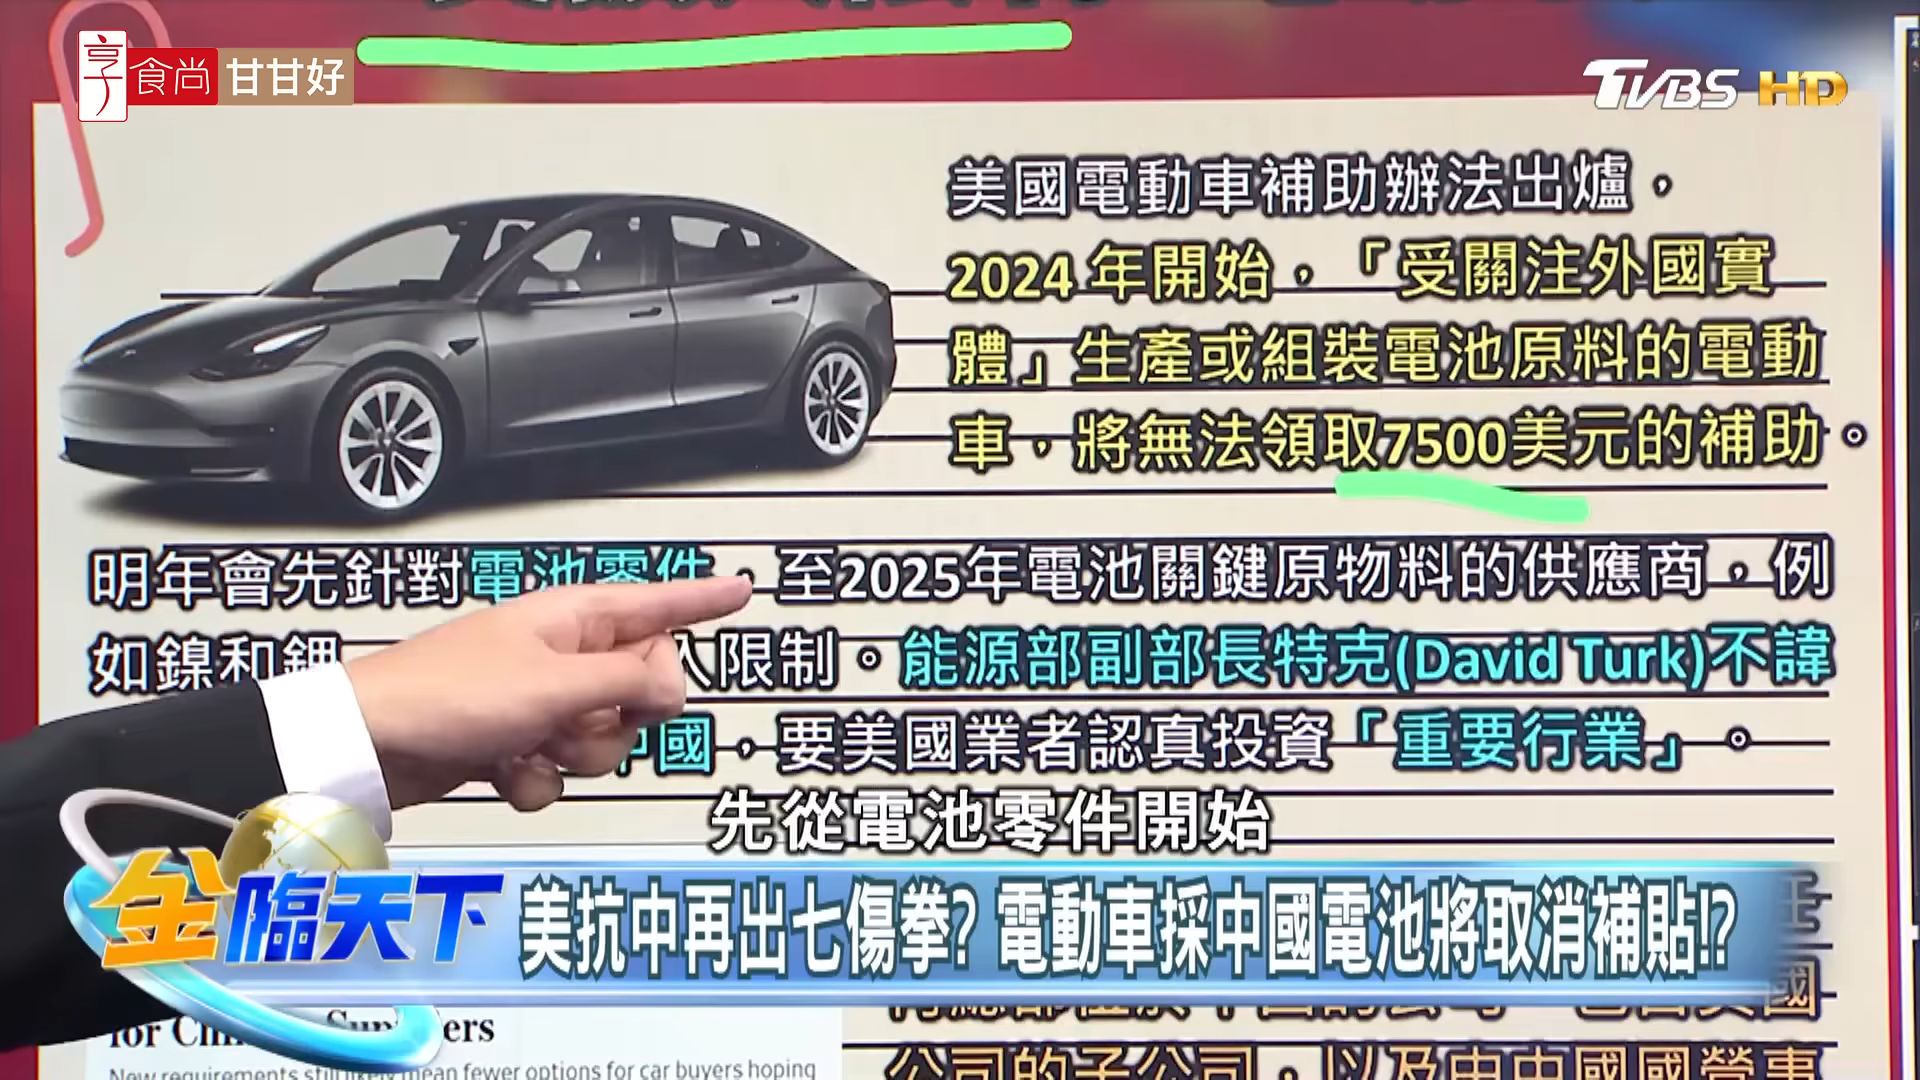 享食尚 甘甘好
TVBS HD
美國電動車補助辦法出爐，
2024年開始，「受關注外國實
體」生產或組裝電池原料的電動
車，將無法領取7500美元的補助。
明年會先針對電池零件，至2025年電池關鍵原物料的供應商，例
如鎳和鋰 入限制。能源部副部長特克(David Turk)不諱
中國，要美國業者認真投資「重要行業」。
先從電池零件開始
金臨天下 美抗中再出七傷拳? 電動車採中國電池將取消補貼!?
國
for
New requirements still likely mean fewer options for car buyers hoping
公司的子公司，以及由中國國營事